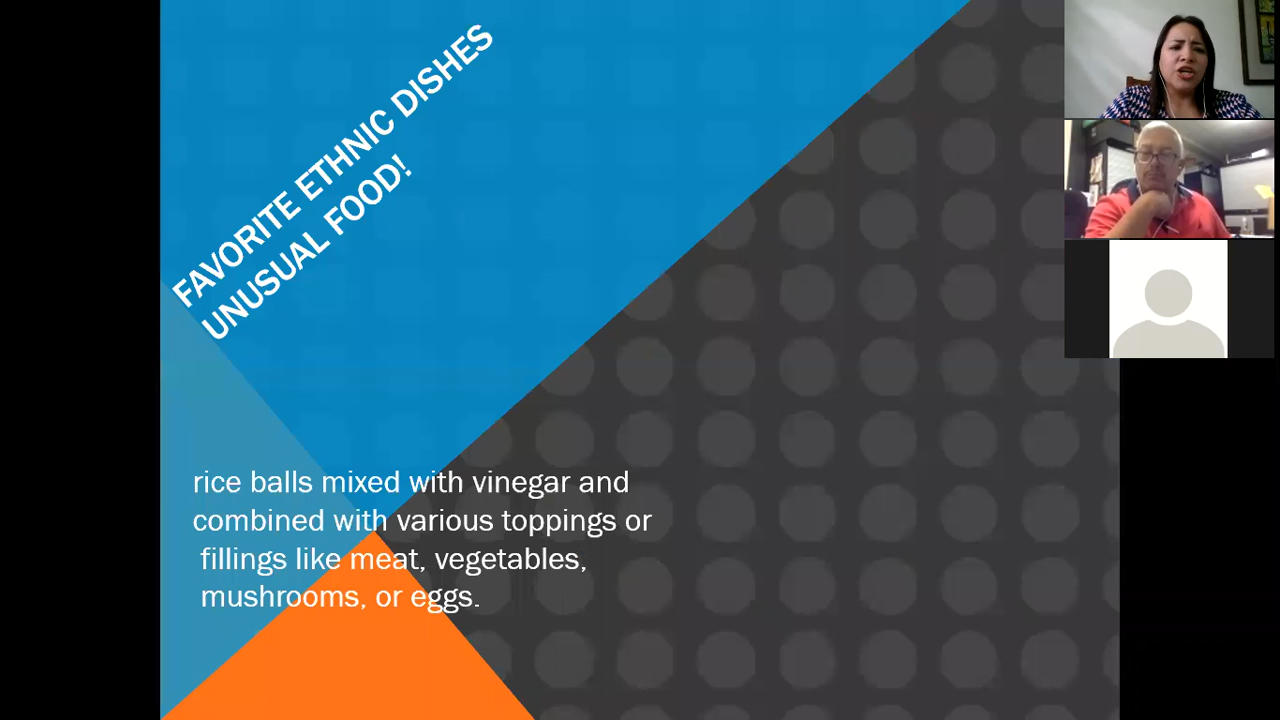 FAVORITE ETHNIC DISHES
UNUSUAL FOOD!
rice balls mixed with vinegar and
combined with various toppings or
fillings like meat, vegetables,
mushrooms, or eggs.